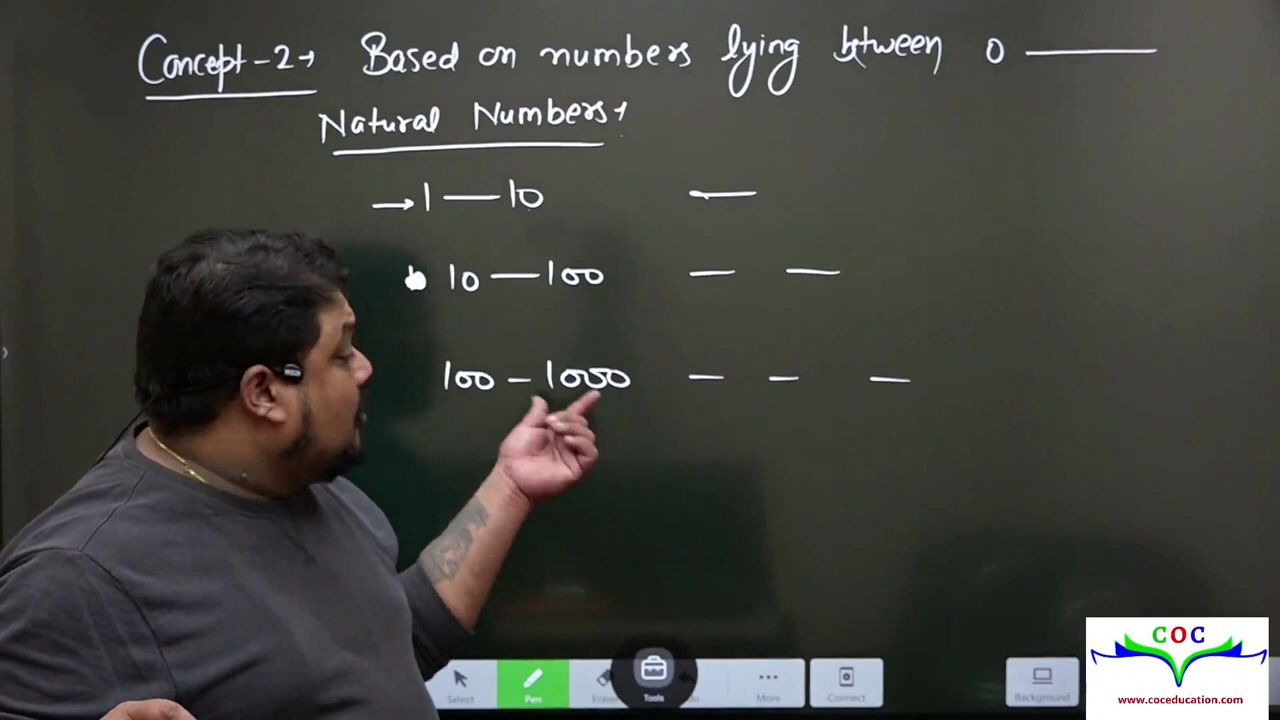 Concept-2→ Based on numbers lying between 0 ———
Natural Numbers→
→ 1 — 10 —
10 — 100 — —
100 – 1000 — — —
Select Pen Tools More Connect Background
COC
www.coceducation.com